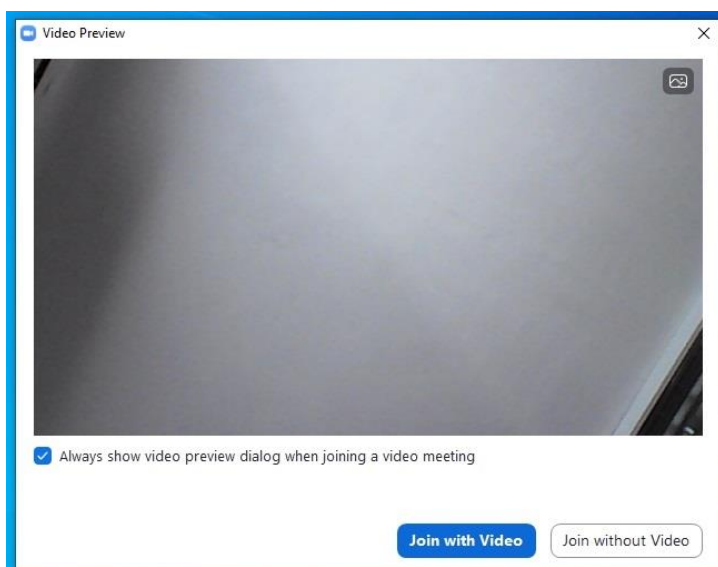 Video Preview
Always show video preview dialog when joining a video meeting
Join with Video
Join without Video